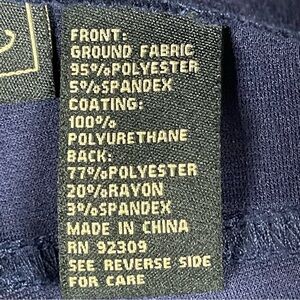 FRONT:
GROUND FABRIC
95%POLYESTER
5%SPANDEX
COATING:
100%
POLYURETHANE
BACK:
77%POLYESTER
20%RAYON
3%SPANDEX
MADE IN CHINA
RN 92309
SEE REVERSE SIDE
FOR CARE